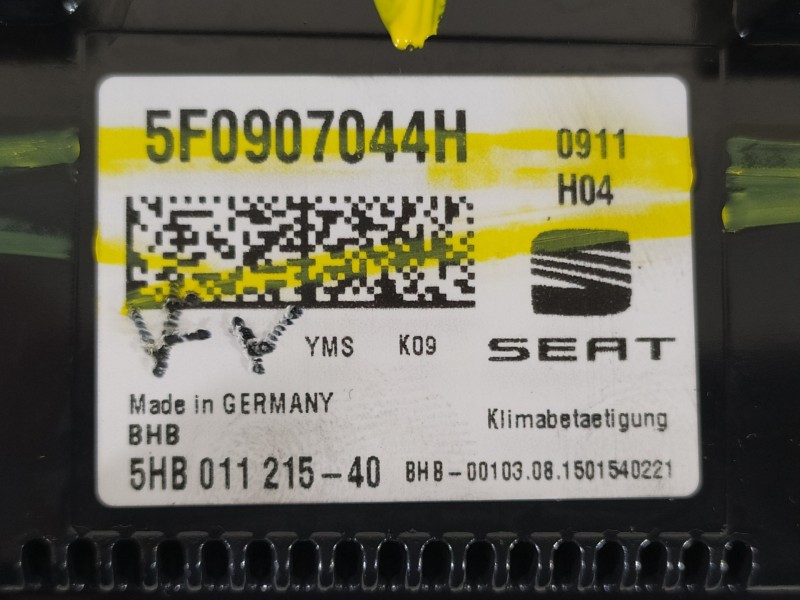 5F0907044H 0911
H04
YMS K09 SEAT
Made in GERMANY
BHB
Klimabetaetigung
5HB 011 215-40 BHB-00103.08.1501540221